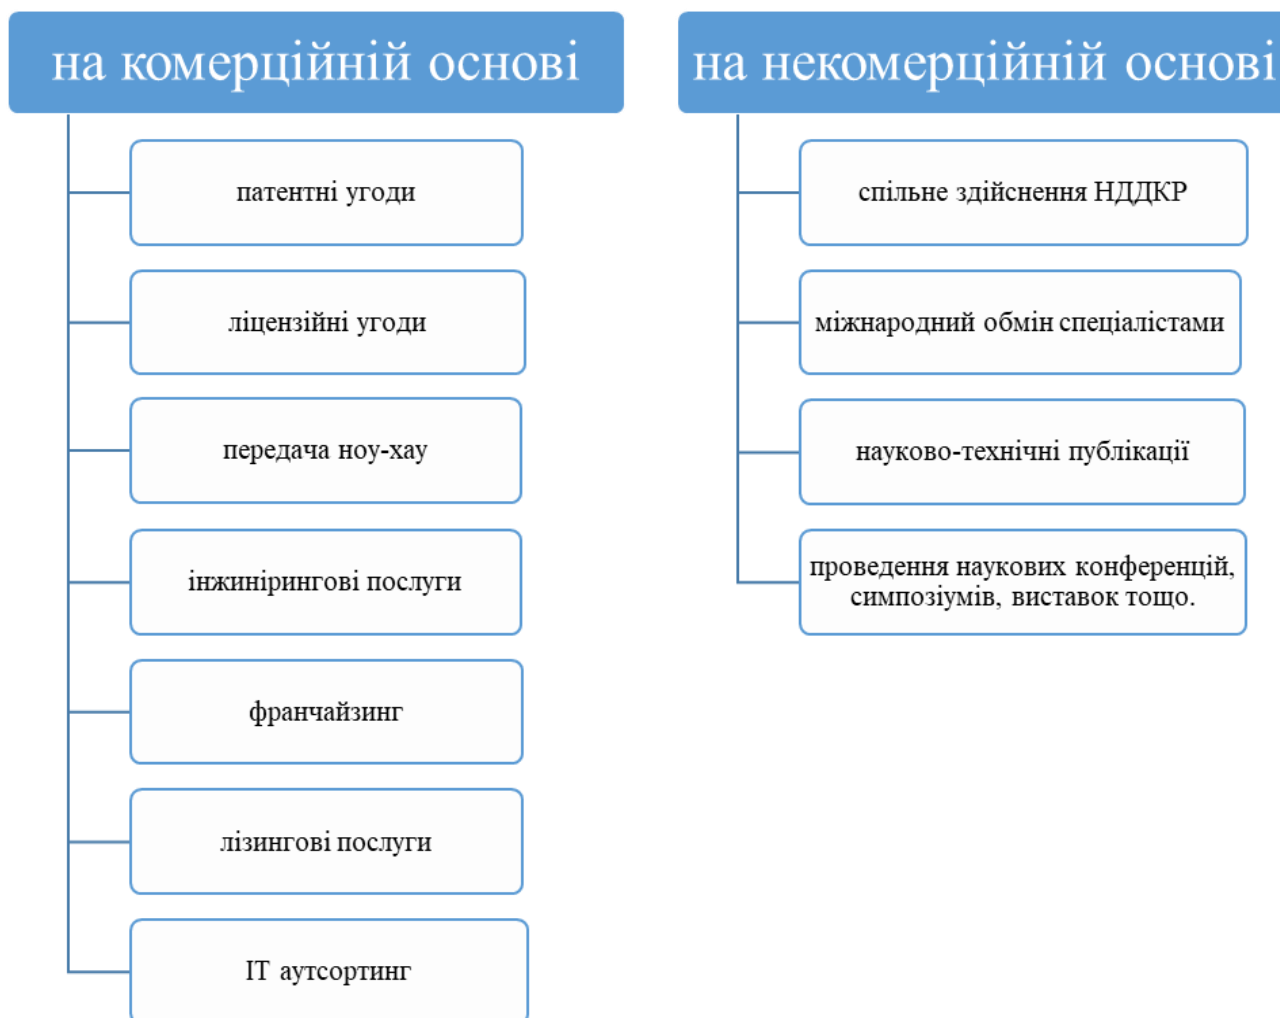 на комерційній основі
патентні угоди
ліцензійні угоди
передача ноу-хау
інжинірингові послуги
франчайзинг
лізингові послуги
ІТ аутсортинг
на некомерційній основі
спільне здійснення НДДКР
міжнародний обмін спеціалістами
науково-технічні публікації
проведення наукових конференцій,
симпозіумів, виставок тощо.